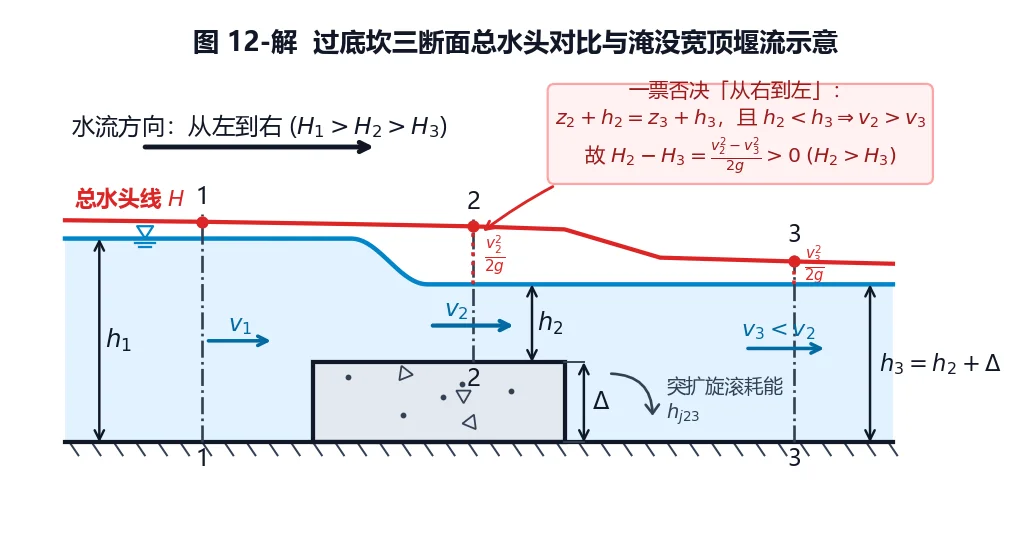 图 12-解 过底坎三断面总水头对比与淹没宽顶堰流示意
一票否决「从右到左」:
z₂ + h₂ = z₃ + h₃, 且 h₂ < h₃ ⇒ v₂ > v₃
故 H₂ − H₃ = (v₂² − v₃²)/2g > 0 (H₂ > H₃)
水流方向: 从左到右 (H₁ > H₂ > H₃)
总水头线 H
1
2
3
v₂²/2g
v₃²/2g
v₁
v₂
v₃ < v₂
h₁
h₂
h₃ = h₂ + Δ
2
Δ
突扩旋滚耗能
h_{j23}
1
3